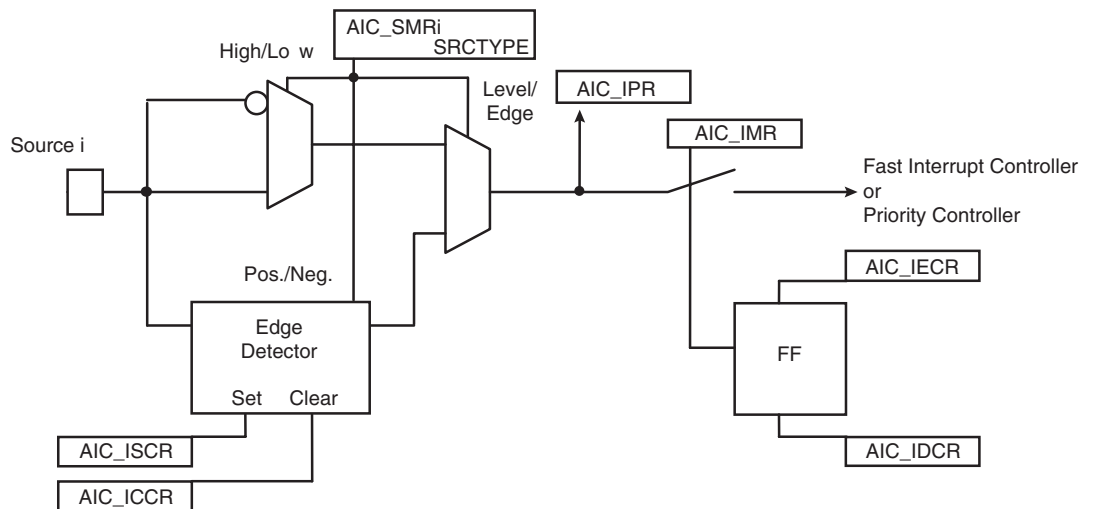 AIC_SMRi
SRCTYPE
High/Lo w
Level/
Edge
AIC_IPR
AIC_IMR
Source i
Fast Interrupt Controller
or
Priority Controller
AIC_IECR
Pos./Neg.
Edge
Detector
FF
Set Clear
AIC_ISCR
AIC_IDCR
AIC_ICCR